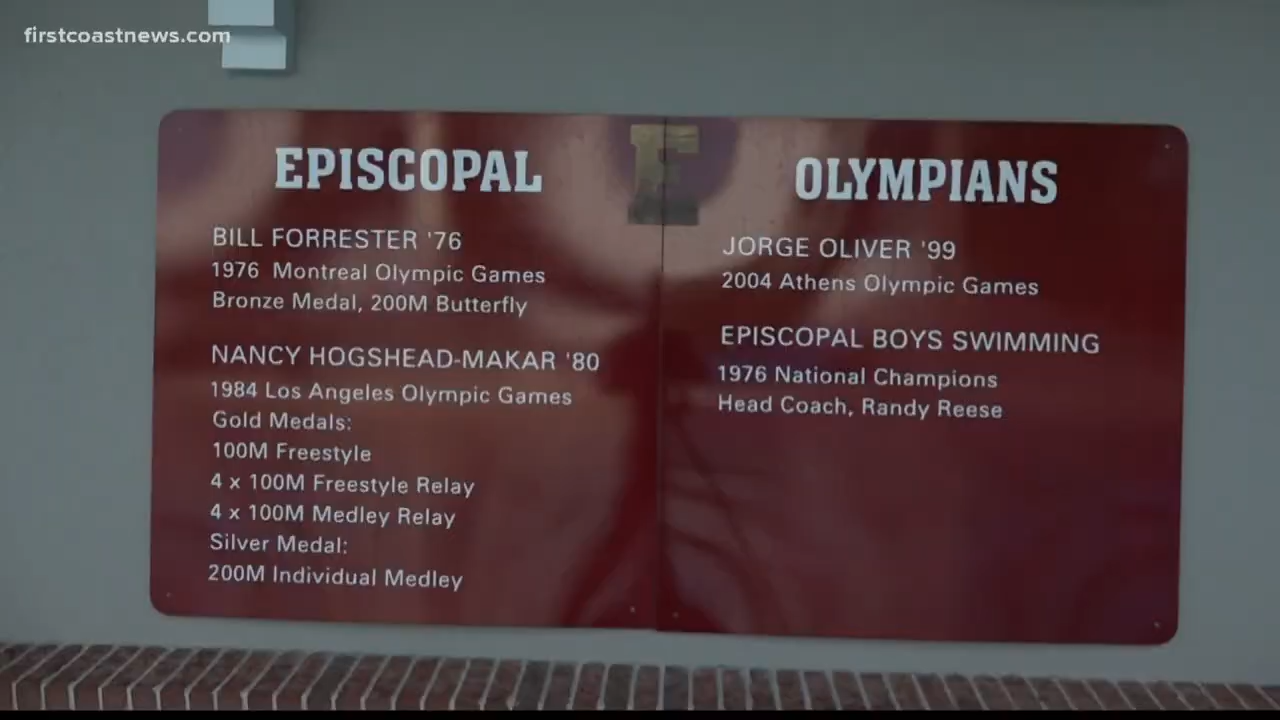 firstcoastnews.com
E
EPISCOPAL
BILL FORRESTER '76
1976 Montreal Olympic Games
Bronze Medal, 200M Butterfly
NANCY HOGSHEAD-MAKAR '80
1984 Los Angeles Olympic Games
Gold Medals:
100M Freestyle
4 x 100M Freestyle Relay
4 x 100M Medley Relay
Silver Medal:
200M Individual Medley
OLYMPIANS
JORGE OLIVER '99
2004 Athens Olympic Games
EPISCOPAL BOYS SWIMMING
1976 National Champions
Head Coach, Randy Reese